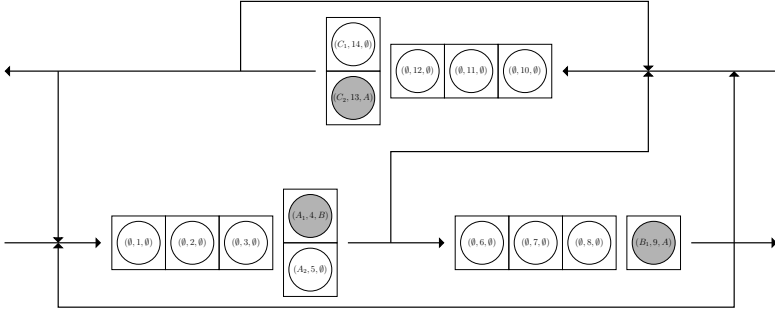 (C₁, 14, ∅)
(∅, 12, ∅) (∅, 11, ∅) (∅, 10, ∅)
(C₂, 13, A)
(A₁, 4, B)
(∅, 1, ∅) (∅, 2, ∅) (∅, 3, ∅) (∅, 6, ∅) (∅, 7, ∅) (∅, 8, ∅) (B₁, 9, A)
(A₂, 5, ∅)